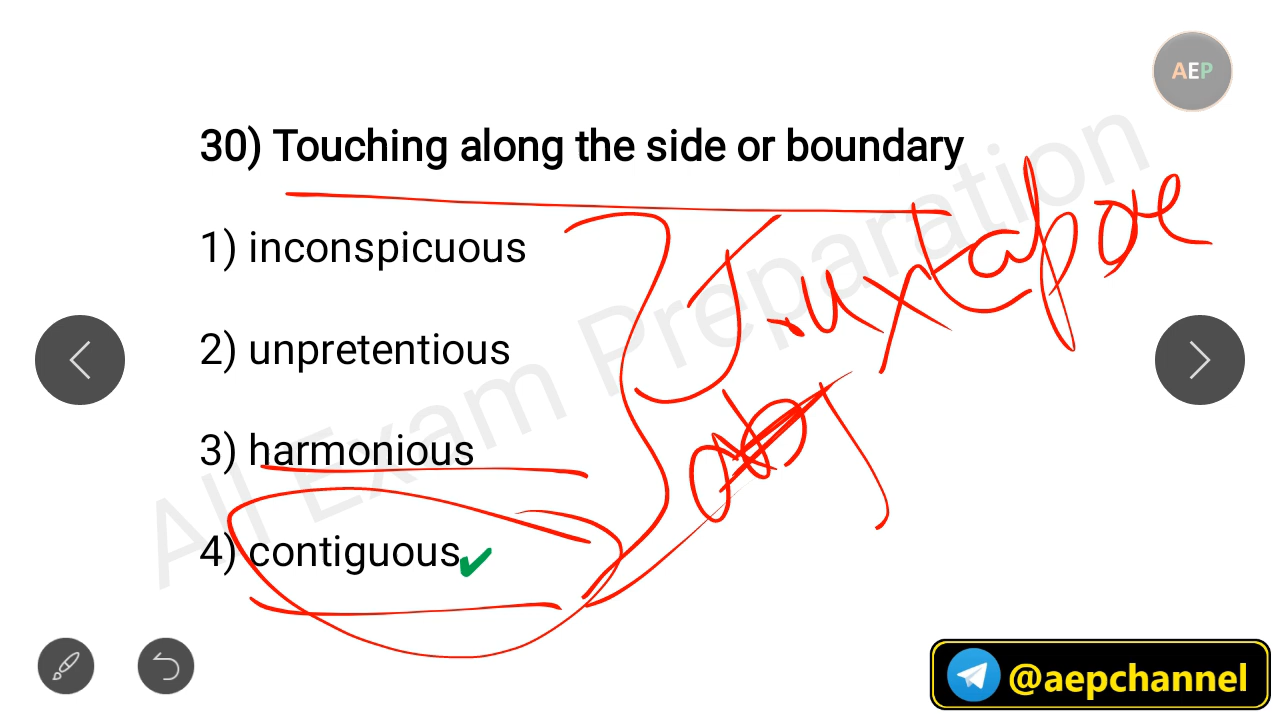 AEP
30) Touching along the side or boundary
1) inconspicuous
2) unpretentious
3) harmonious
4) contiguous
Juxtapose
All Exam Preparation
@aepchannel